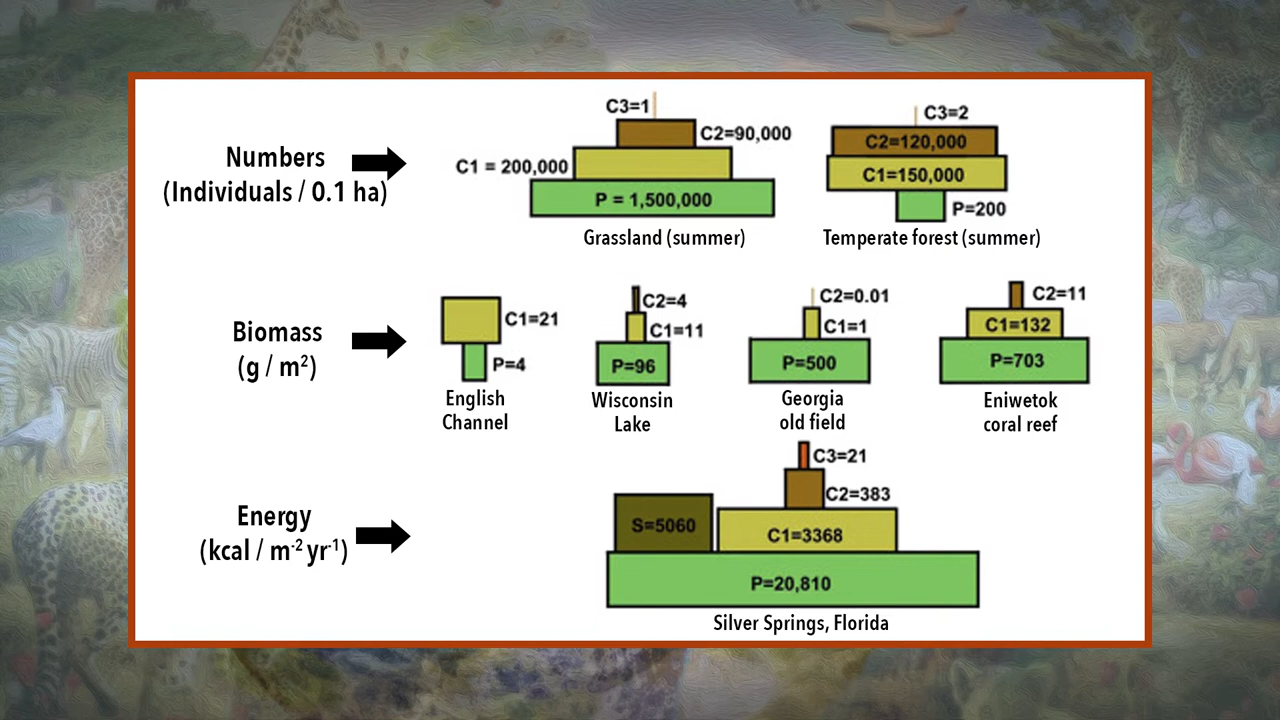 Numbers
(Individuals / 0.1 ha)
C3=1
C2=90,000
C1 = 200,000
P = 1,500,000
Grassland (summer)
C3=2
C2=120,000
C1=150,000
P=200
Temperate forest (summer)
Biomass
(g / m²)
C1=21
P=4
English
Channel
C2=4
C1=11
P=96
Wisconsin
Lake
C2=0.01
C1=1
P=500
Georgia
old field
C2=11
C1=132
P=703
Eniwetok
coral reef
Energy
(kcal / m⁻² yr⁻¹)
C3=21
C2=383
S=5060
C1=3368
P=20,810
Silver Springs, Florida